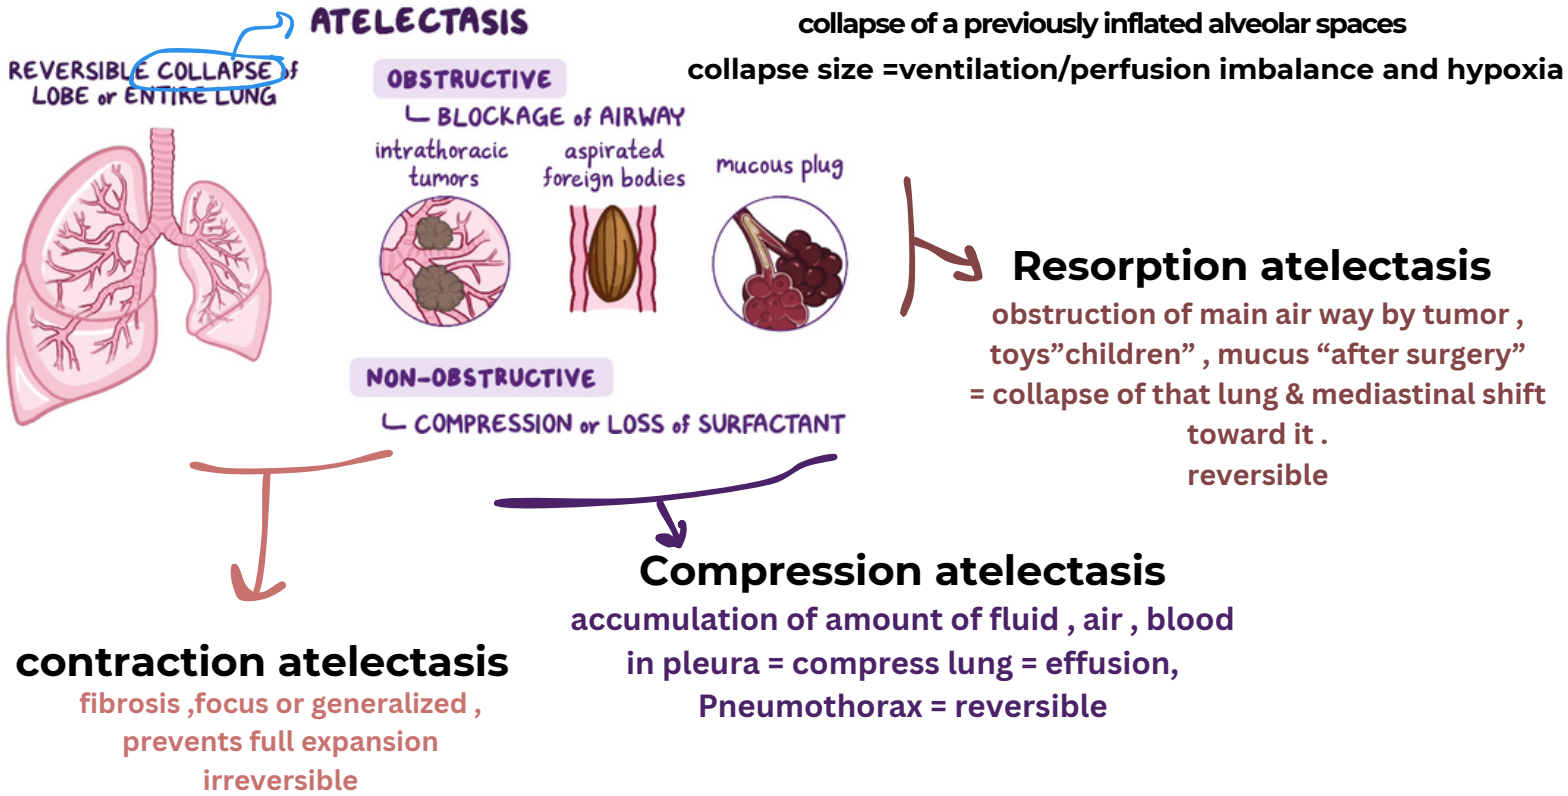 ATELECTASIS
REVERSIBLE COLLAPSE of
LOBE or ENTIRE LUNG
collapse of a previously inflated alveolar spaces
collapse size =ventilation/perfusion imbalance and hypoxia
OBSTRUCTIVE
BLOCKAGE of AIRWAY
intrathoracic
tumors
aspirated
foreign bodies
mucous plug
Resorption atelectasis
obstruction of main air way by tumor ,
toys”children” , mucus “after surgery”
= collapse of that lung & mediastinal shift
toward it .
reversible
NON-OBSTRUCTIVE
COMPRESSION or LOSS of SURFACTANT
Compression atelectasis
accumulation of amount of fluid , air , blood
in pleura = compress lung = effusion,
Pneumothorax = reversible
contraction atelectasis
fibrosis ,focus or generalized ,
prevents full expansion
irreversible